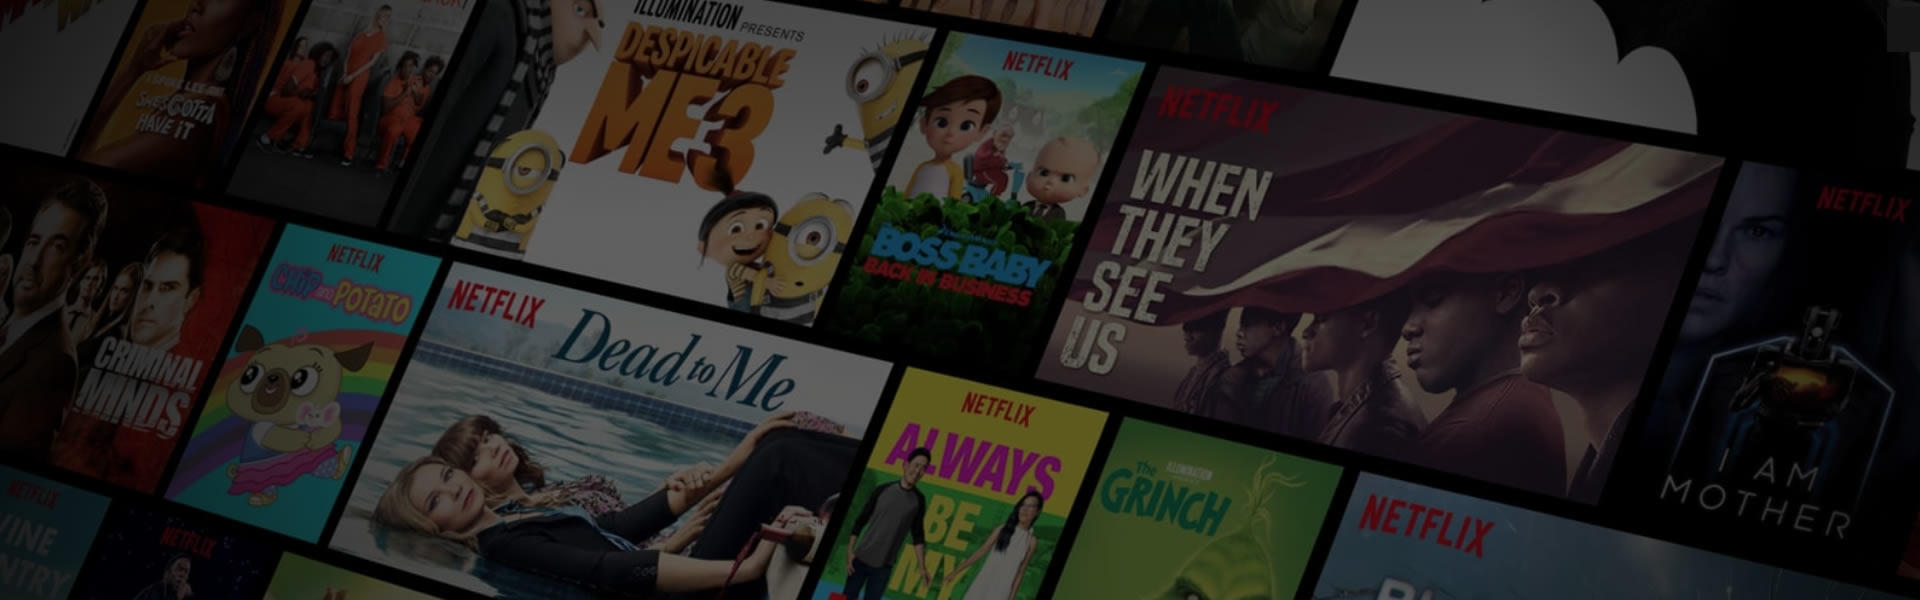 A SPIKE LEE
SHE'S GOTTA
HAVE IT
ILLUMINATION PRESENTS
DESPICABLE
ME3
NETFLIX
BOSS BABY
BACK IN BUSINESS
NETFLIX
WHEN
THEY
SEE
US
NETFLIX
I AM
MOTHER
CRIMINAL
MINDS
NETFLIX
CHIP and POTATO
NETFLIX
Dead to Me
NETFLIX
ALWAYS
BE
MY
ILLUMINATION
the
GRINCH
NETFLIX
NETFLIX
VINE
NTRY
NETFLIX